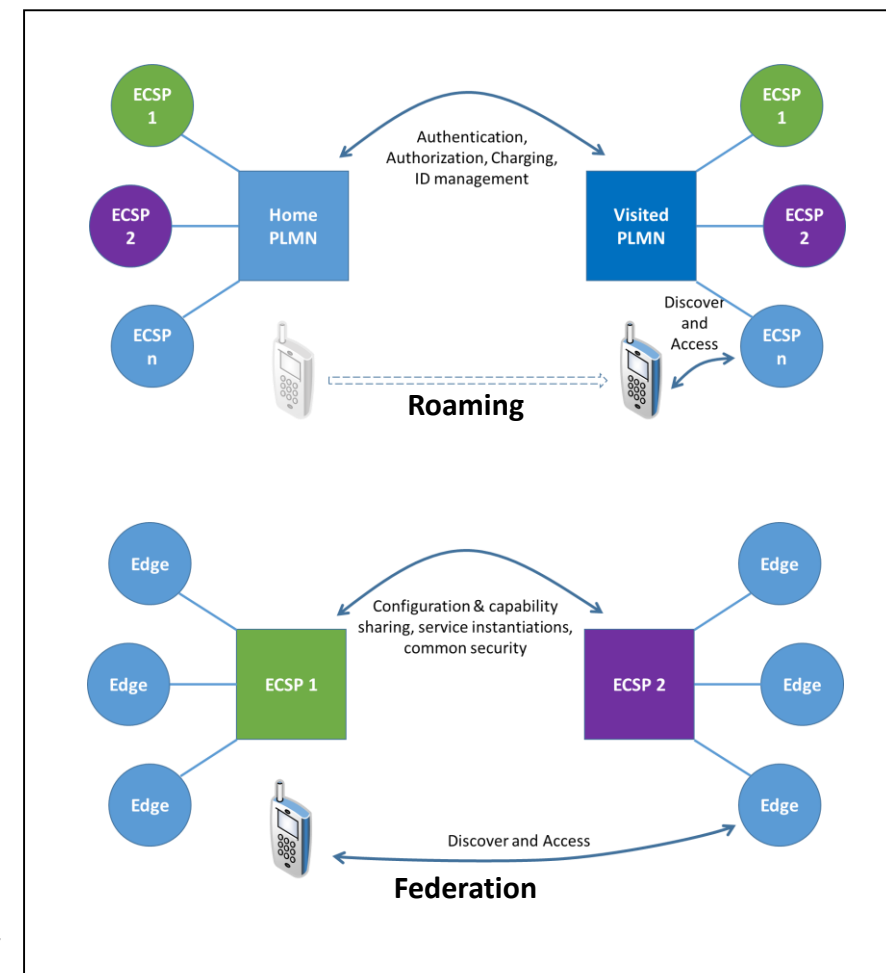 ECSP
1
ECSP
1
Authentication,
Authorization, Charging,
ID management
ECSP
2
Home
PLMN
Visited
PLMN
ECSP
2
Discover
and
Access
ECSP
n
ECSP
n
Roaming
Edge
Edge
Configuration & capability
sharing, service instantiations,
common security
Edge
ECSP 1
ECSP 2
Edge
Edge
Edge
Discover and Access
Federation